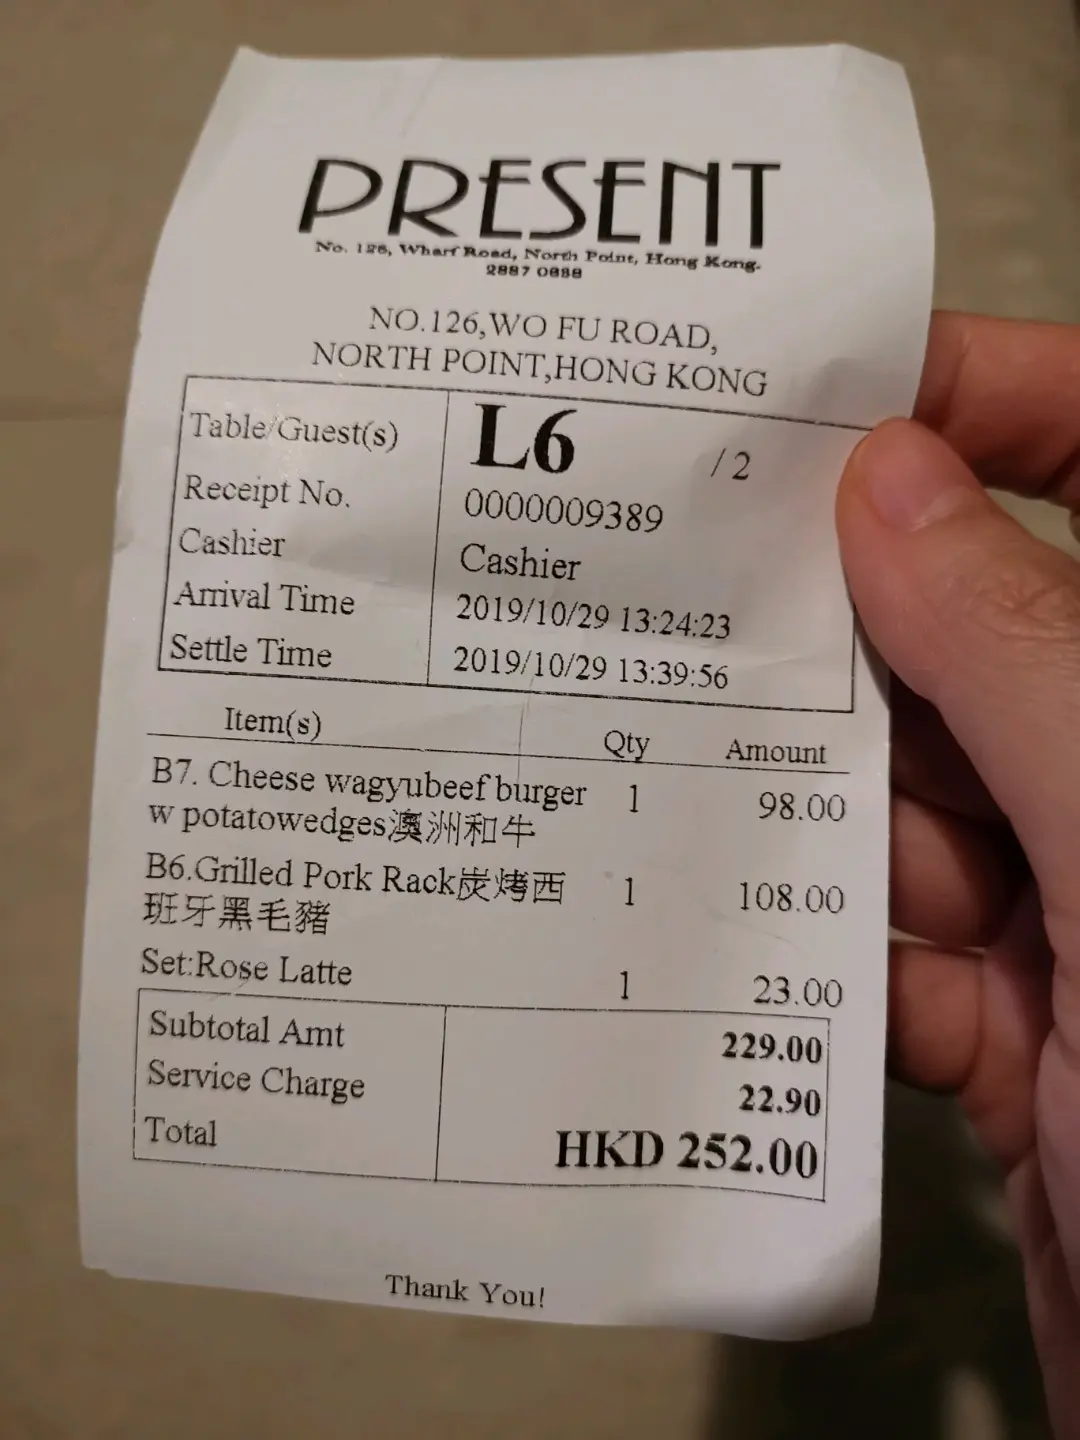 PRESENT
No. 126, Wharf Road, North Point, Hong Kong.
2887 0888
NO.126,WO FU ROAD,
NORTH POINT,HONG KONG
Table/Guest(s) L6 / 2
Receipt No. 0000009389
Cashier Cashier
Arrival Time 2019/10/29 13:24:23
Settle Time 2019/10/29 13:39:56
Item(s) Qty Amount
B7. Cheese wagyubeef burger 1 98.00
w potatowedges澳洲和牛
B6.Grilled Pork Rack炭烤西 1 108.00
班牙黑毛豬
Set:Rose Latte 1 23.00
Subtotal Amt 229.00
Service Charge 22.90
Total HKD 252.00
Thank You!